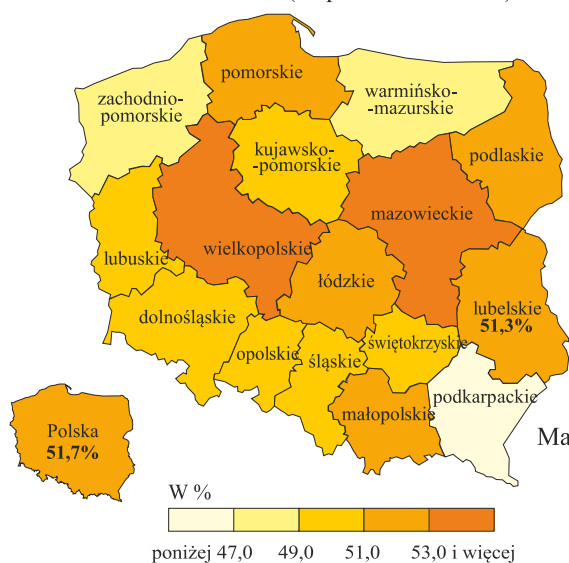 pomorskie
zachodnio-
-pomorskie
warmińsko-
-mazurskie
kujawsko-
-pomorskie
podlaskie
mazowieckie
wielkopolskie
lubuskie
łódzkie
lubelskie
51,3%
dolnośląskie
opolskie
śląskie
świętokrzyskie
małopolskie
podkarpackie
Polska
51,7%
Ma
W %
poniżej 47,0 49,0 51,0 53,0 i więcej